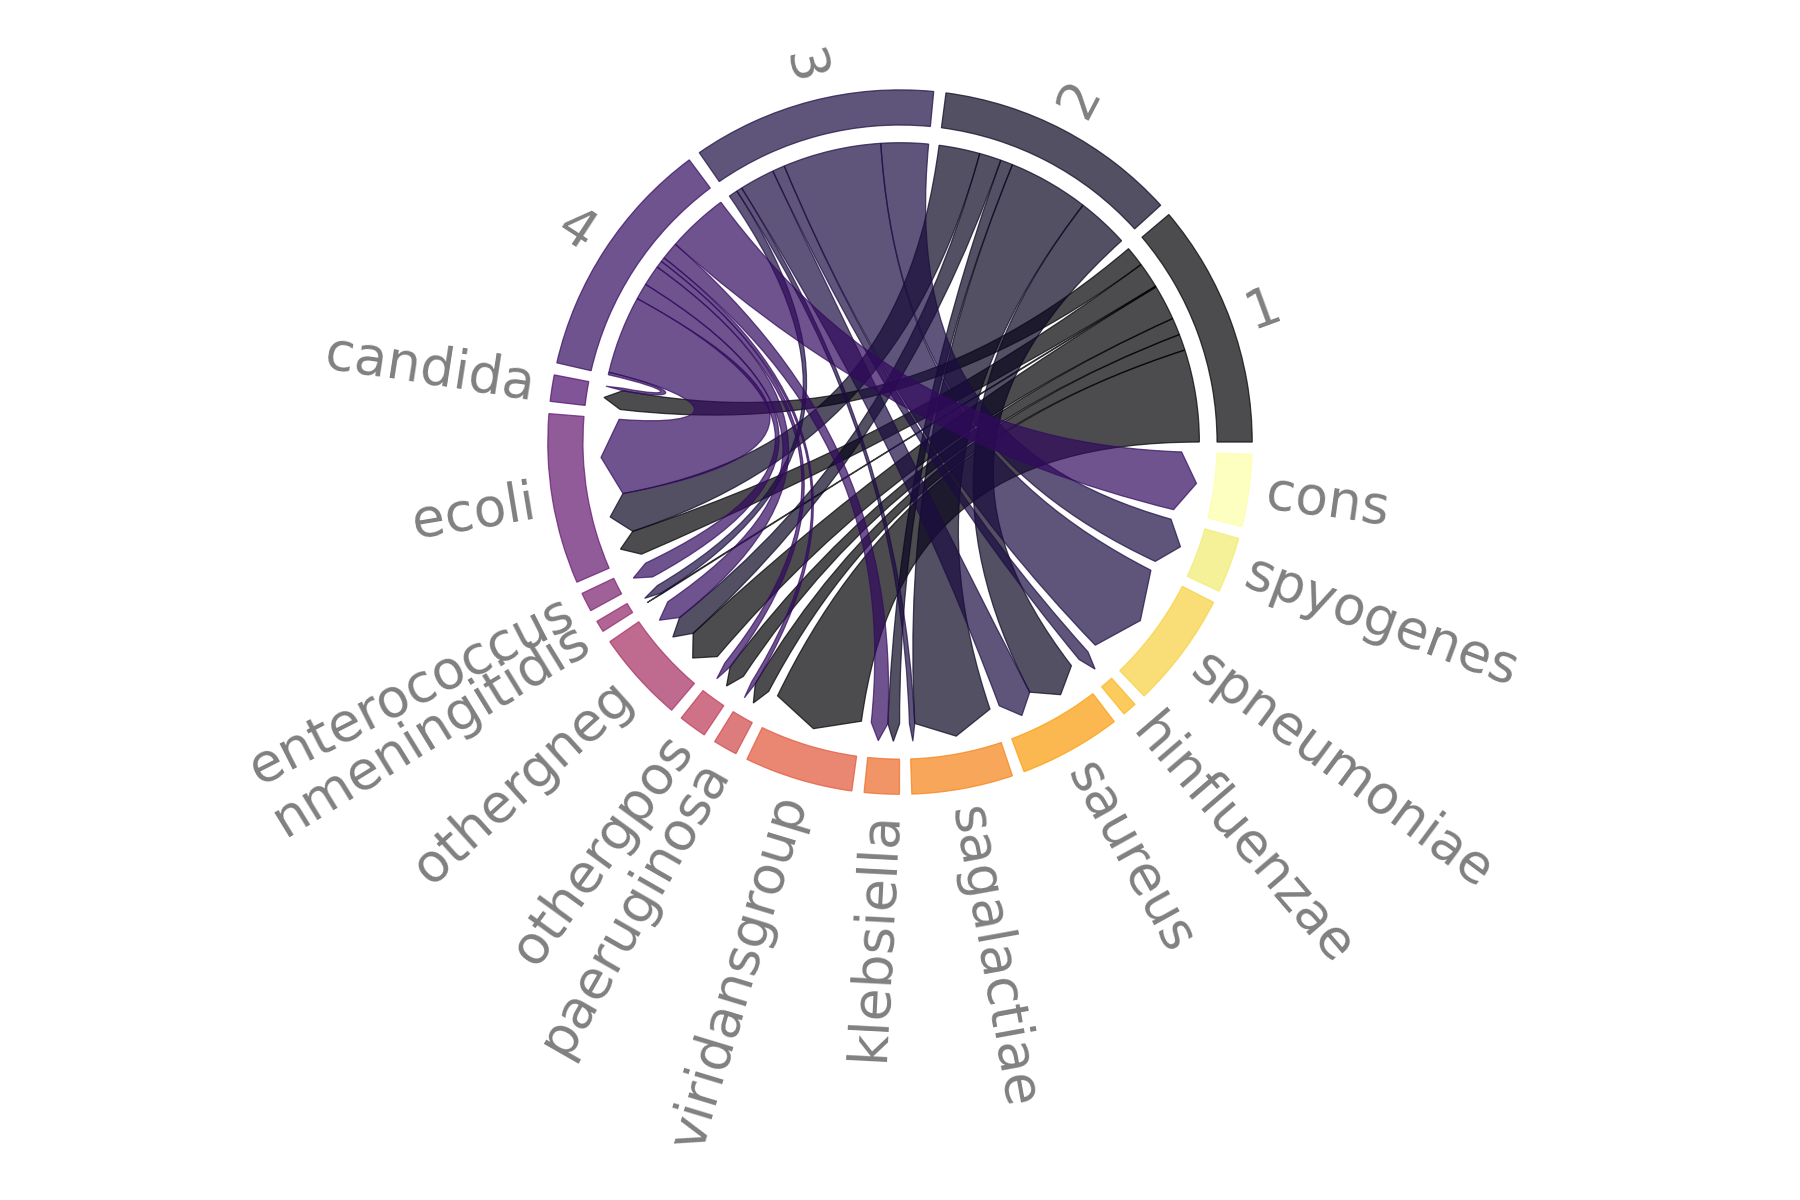 3
2
1
4
candida
ecoli
enterococcus
nmeningitidis
othergneg
othergpos
paeruginosa
viridansgroup
klebsiella
sagalactiae
saureus
hinfluenzae
spneumoniae
spyogenes
cons